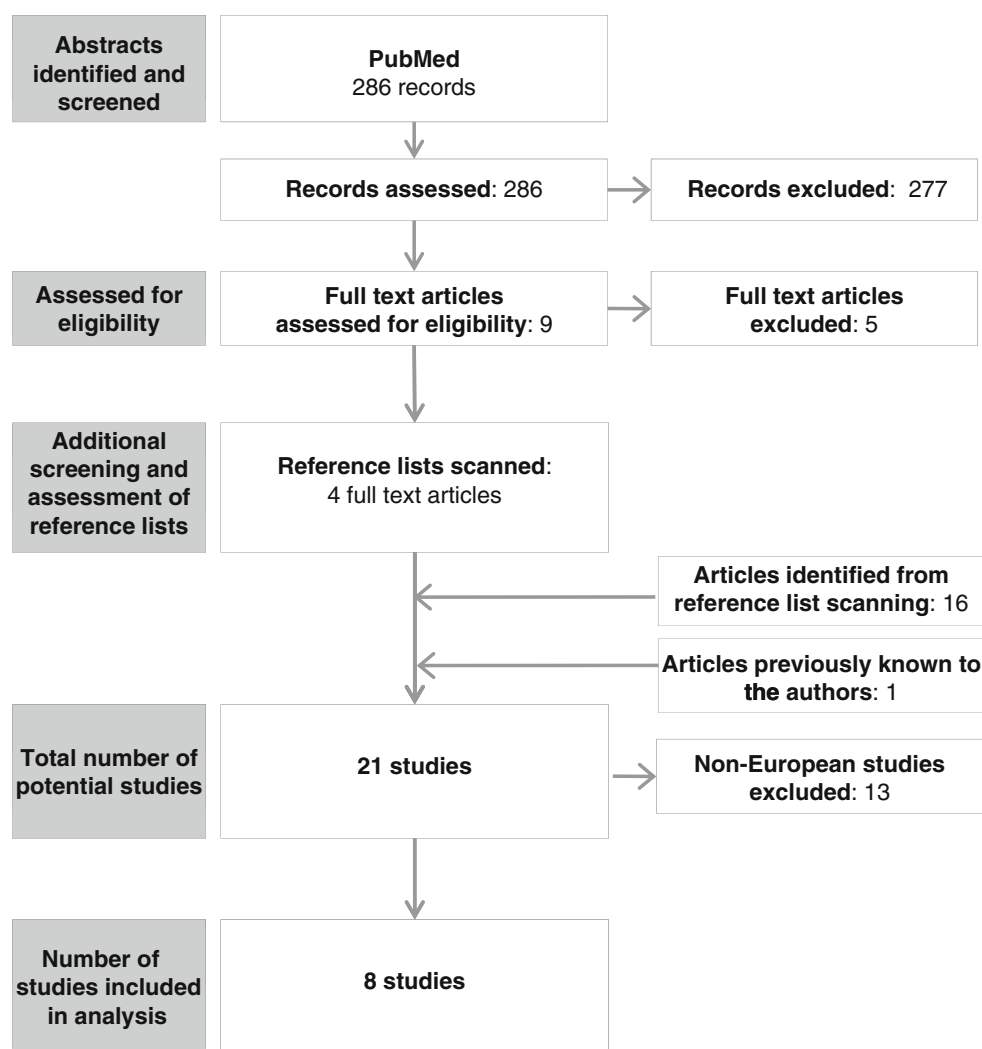 Abstracts
identified and
screened
PubMed
286 records
Records assessed: 286
Records excluded: 277
Assessed for
eligibility
Full text articles
assessed for eligibility: 9
Full text articles
excluded: 5
Additional
screening and
assessment of
reference lists
Reference lists scanned:
4 full text articles
Articles identified from
reference list scanning: 16
Articles previously known to
the authors: 1
Total number of
potential studies
21 studies
Non-European studies
excluded: 13
Number of
studies included
in analysis
8 studies